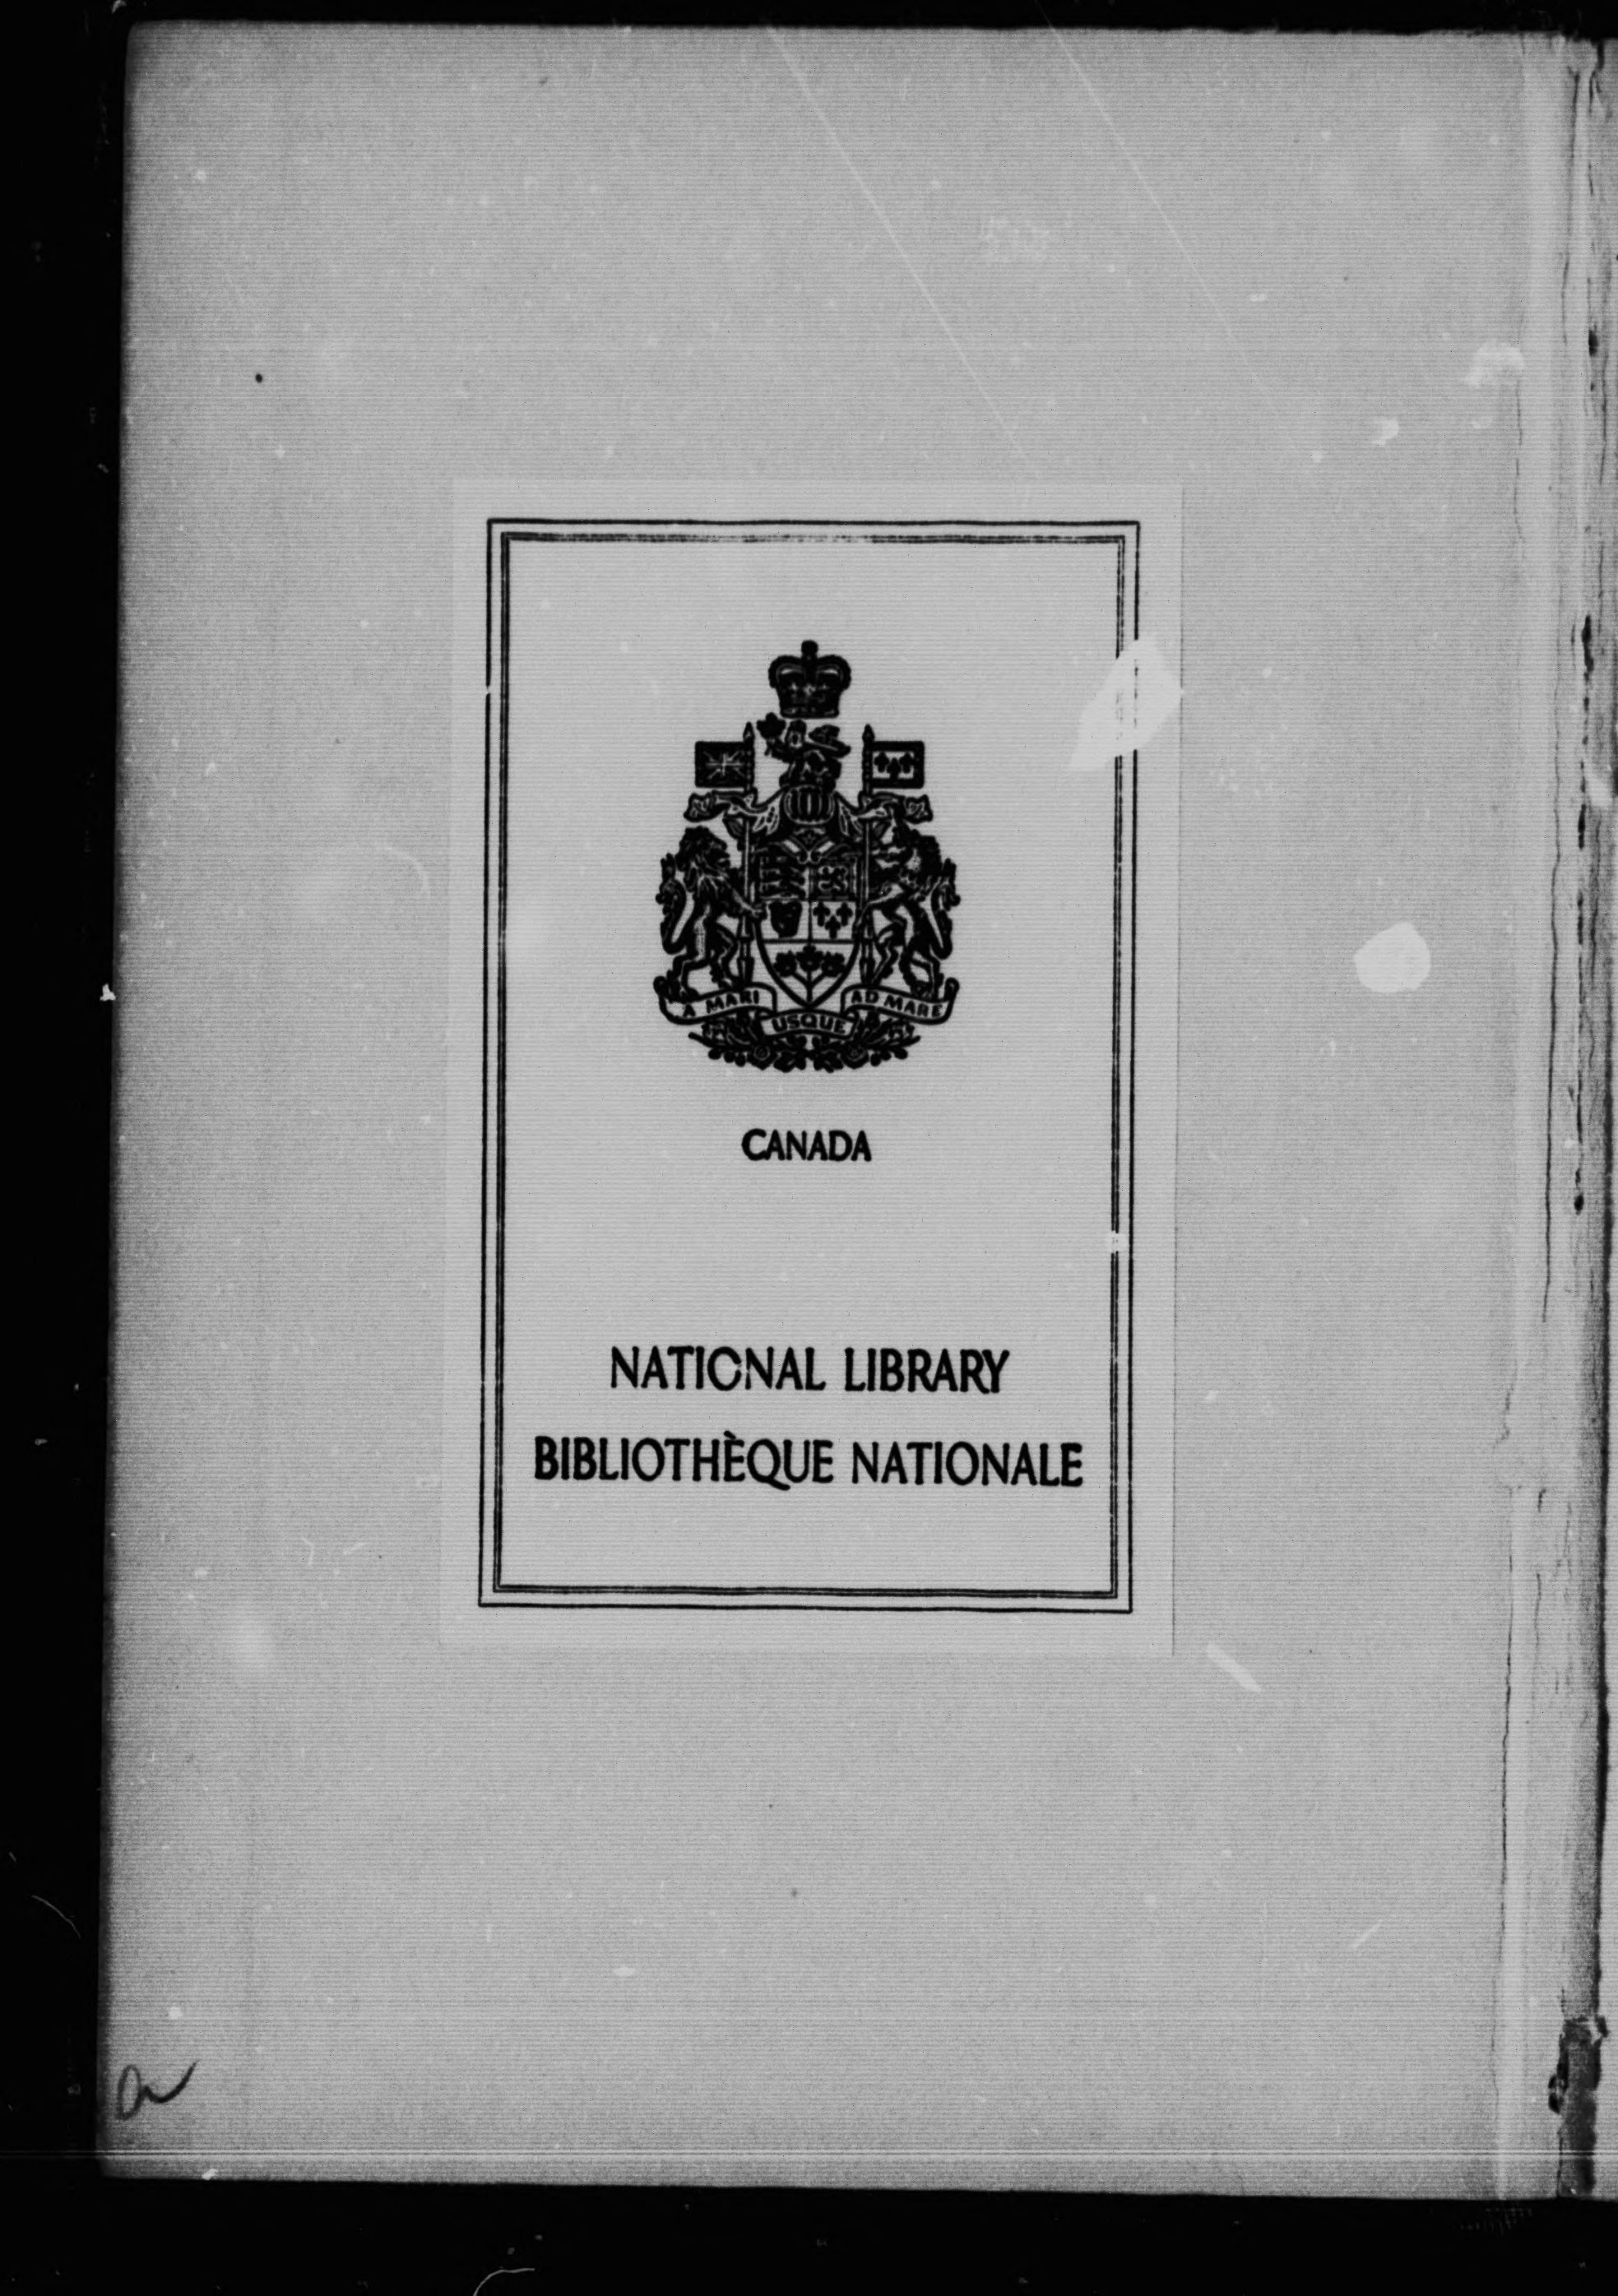 A MARI USQUE AD MARE
CANADA
NATIONAL LIBRARY
BIBLIOTHÈQUE NATIONALE